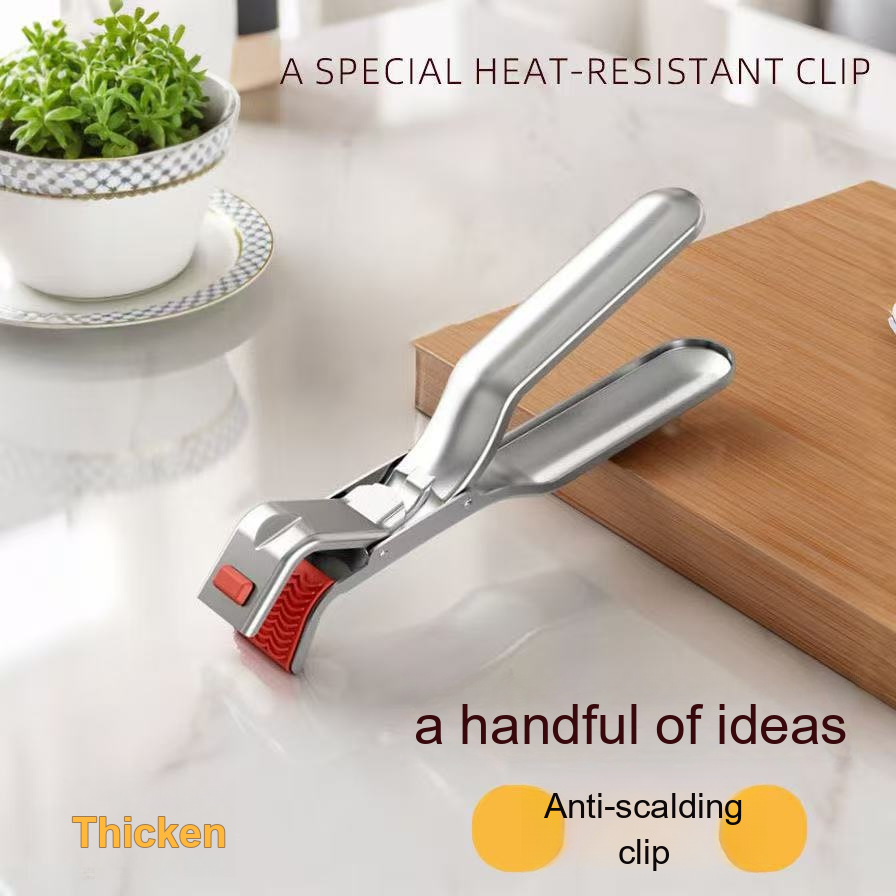 A SPECIAL HEAT-RESISTANT CLIP
a handful of ideas
Anti-scalding
clip
Thicken